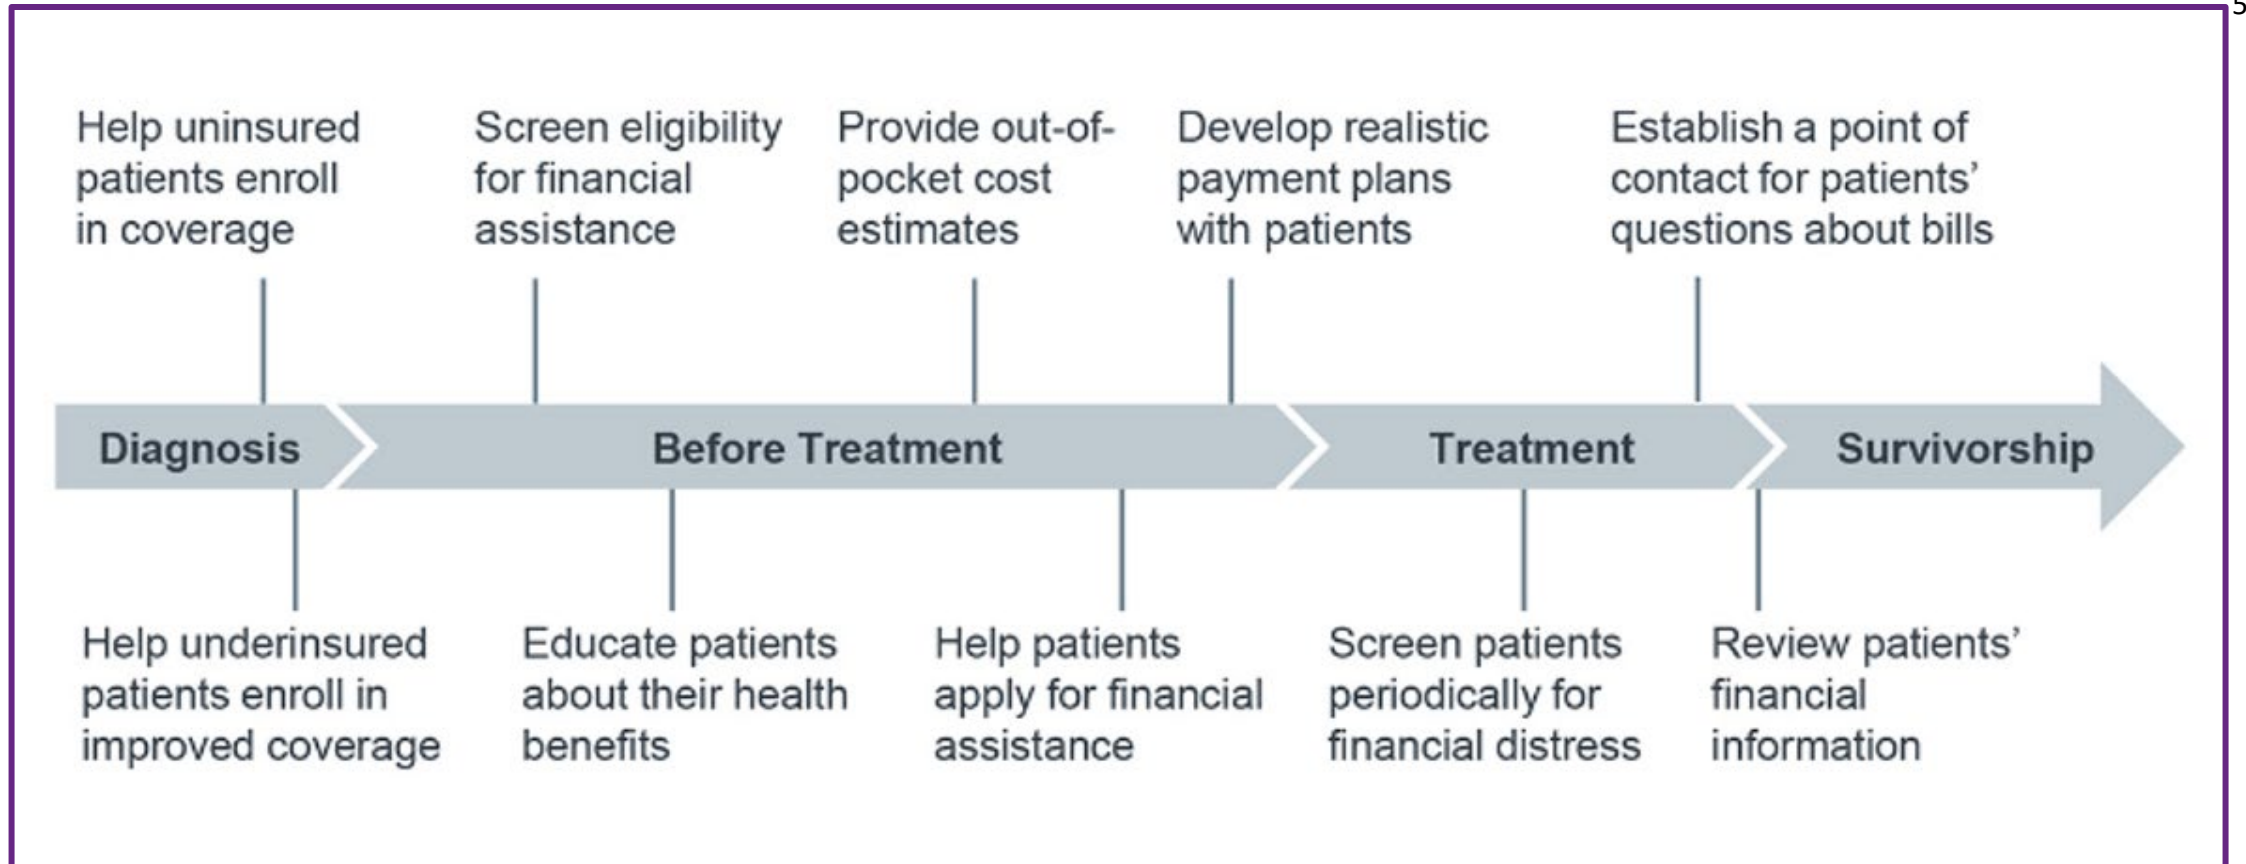 5
Help uninsured
patients enroll
in coverage
Screen eligibility
for financial
assistance
Provide out-of-
pocket cost
estimates
Develop realistic
payment plans
with patients
Establish a point of
contact for patients’
questions about bills
Diagnosis
Before Treatment
Treatment
Survivorship
Help underinsured
patients enroll in
improved coverage
Educate patients
about their health
benefits
Help patients
apply for financial
assistance
Screen patients
periodically for
financial distress
Review patients’
financial
information